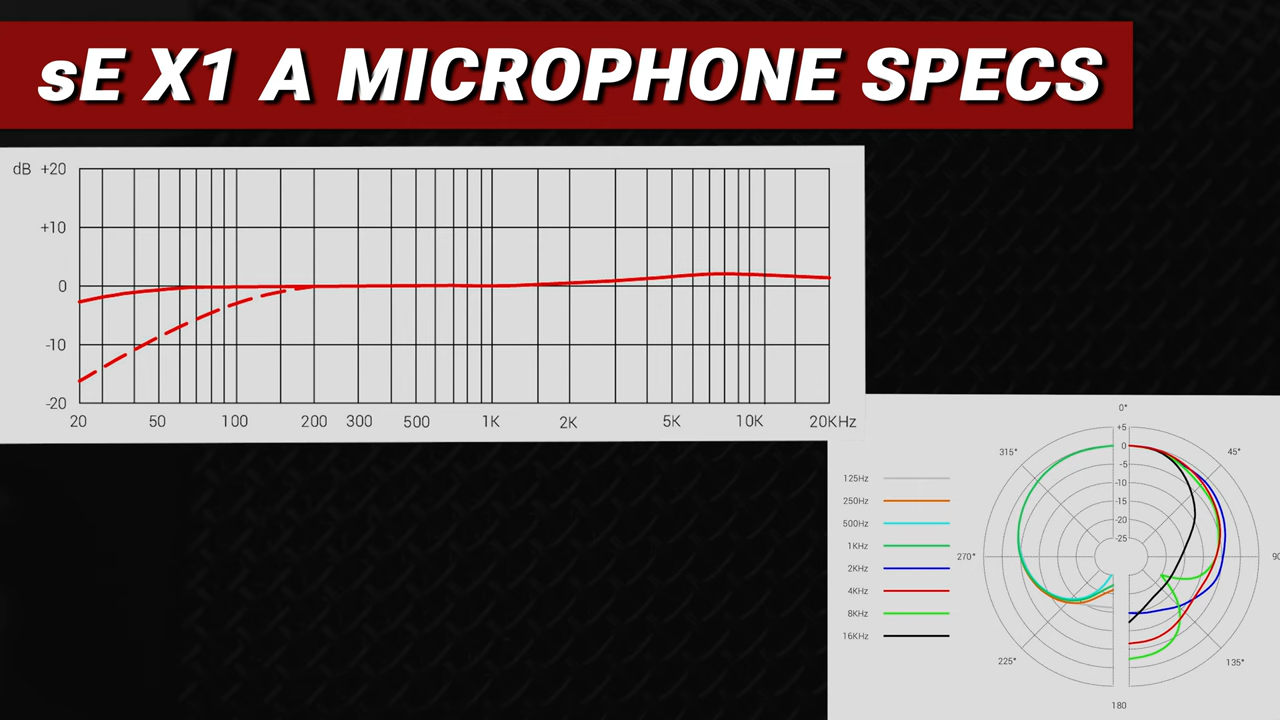 sE X1 A MICROPHONE SPECS
dB +20
+10
0
-10
-20
20 50 100 200 300 500 1K 2K 5K 10K 20KHz
0°
+5
0
-5
-10
-15
-20
-25
315° 45°
270° 90
225° 135°
180
125Hz
250Hz
500Hz
1KHz
2KHz
4KHz
8KHz
16KHz